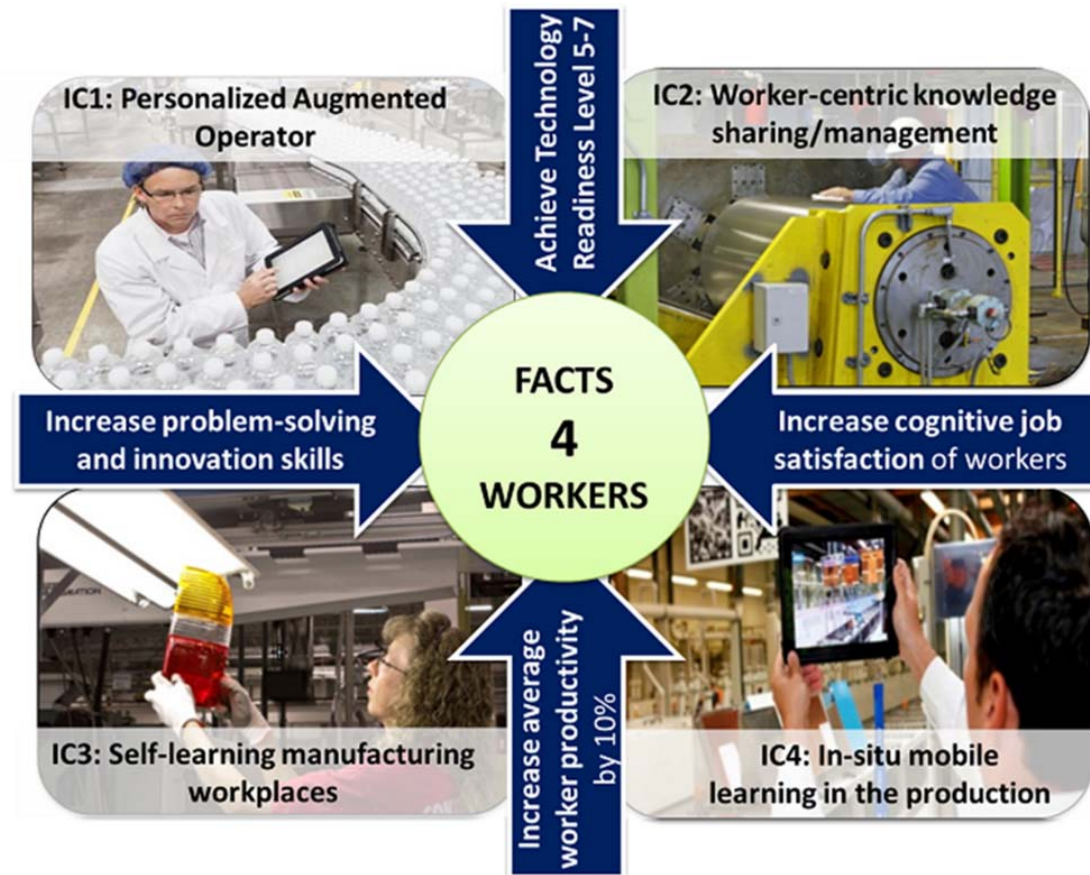 Achieve Technology
Readiness Level 5-7
IC1: Personalized Augmented
Operator
IC2: Worker-centric knowledge
sharing/management
Increase problem-solving
and innovation skills
FACTS
4
WORKERS
Increase cognitive job
satisfaction of workers
IC3: Self-learning manufacturing
workplaces
Increase average
worker productivity
by 10%
IC4: In-situ mobile
learning in the production